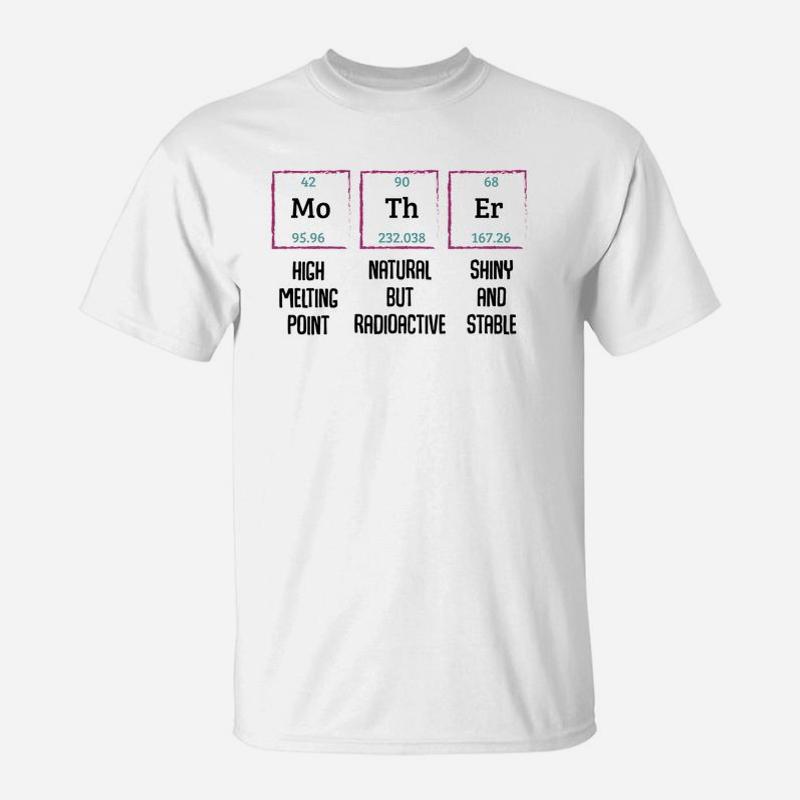 42 90 68
Mo Th Er
95.96 232.038 167.26
HIGH MELTING POINT
NATURAL BUT RADIOACTIVE
SHINY AND STABLE